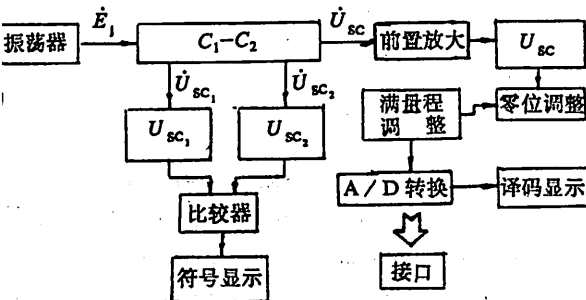 振荡器
Ė₁
C₁-C₂
U̇sc
前置放大
Usc
U̇sc₁
U̇sc₂
Usc₁
Usc₂
满量程
调 整
零位调整
比较器
A/D 转换
译码显示
符号显示
接口